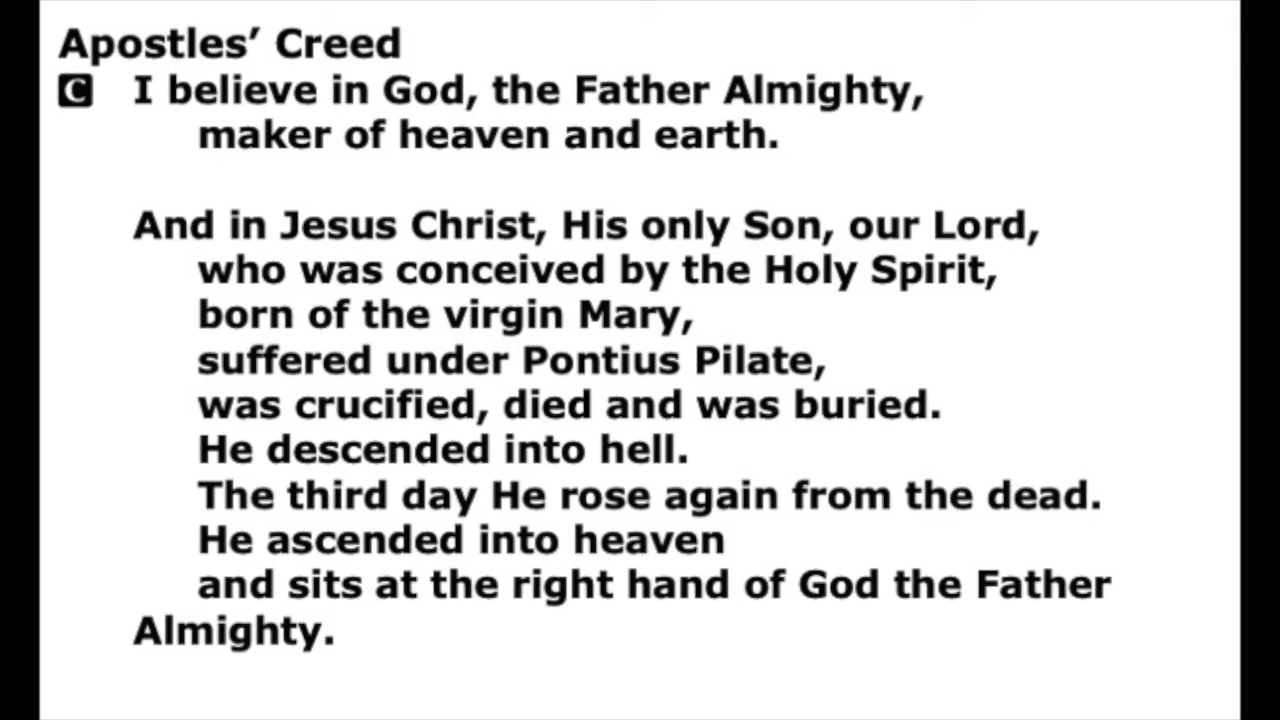 Apostles’ Creed
C I believe in God, the Father Almighty,
maker of heaven and earth.
And in Jesus Christ, His only Son, our Lord,
who was conceived by the Holy Spirit,
born of the virgin Mary,
suffered under Pontius Pilate,
was crucified, died and was buried.
He descended into hell.
The third day He rose again from the dead.
He ascended into heaven
and sits at the right hand of God the Father
Almighty.